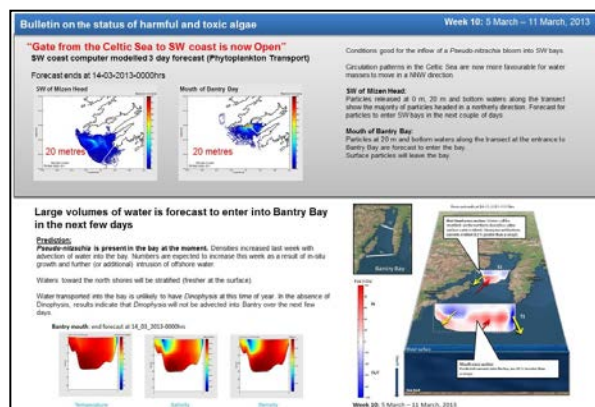 Bulletin on the status of harmful and toxic algae
Week 10: 5 March – 11 March, 2013
"Gate from the Celtic Sea to SW coast is now Open"
SW coast computer modelled 3 day forecast (Phytoplankton Transport)
Forecast ends at 14-03-2013-0000hrs
SW of Mizen Head
Mouth of Bantry Bay
20 metres
20 metres
Conditions good for the inflow of a Pseudo-nitzschia bloom into SW bays.
Circulation patterns in the Celtic Sea are now more favourable for water
masses to move in a NNW direction.
SW of Mizen Head:
Particles released at 0 m, 20 m and bottom waters along the transect
show the majority of particles headed in a northerly direction. Forecast for
particles to enter SW bays in the next couple of days
Mouth of Bantry Bay:
Particles at 20 m and bottom waters along the transect at the entrance to
Bantry Bay are forecast to enter the bay.
Surface particles will leave the bay.
Large volumes of water is forecast to enter into Bantry Bay
in the next few days
Prediction:
Pseudo-nitzschia is present in the bay at the moment. Densities increased last week with
advection of water into the bay. Numbers are expected to increase this week as a result of in-situ
growth and further (or additional) intrusion of offshore water.
Waters toward the north shores will be stratified (fresher at the surface).
Water transported into the bay is unlikely to have Dinophysis at this time of year. In the absence of
Dinophysis, results indicate that Dinophysis will not be advected into Bantry over the next few
days.
Bantry mouth: end forecast at 14_03_2013-0000hrs
Temperature
Salinity
Density
Bantry Bay
Week 10: 5 March – 11 March, 2013